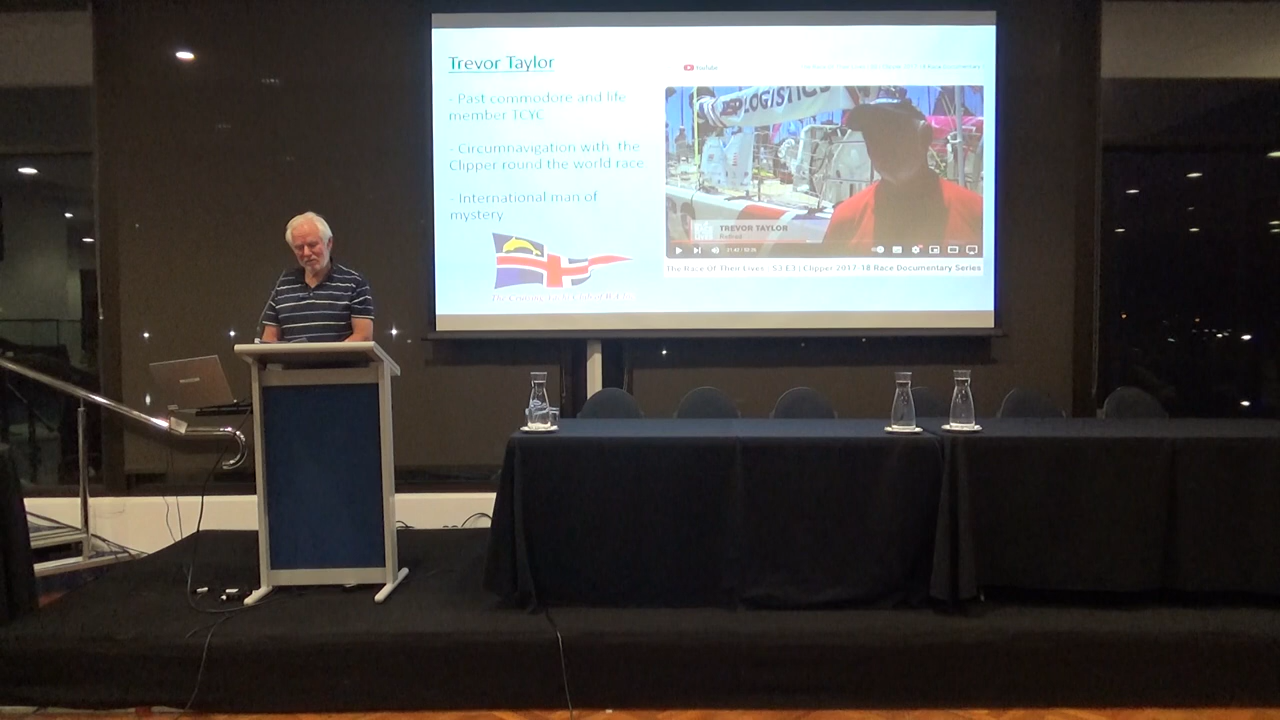 Trevor Taylor
- Past commodore and life
member TCYC
- Circumnavigation with the
Clipper round the world race
- International man of
mystery
YouTube
LOGISTICS
TREVOR TAYLOR
Retired
The Race Of Their Lives : S3 E3 | Clipper 2017-18 Race Documentary Series